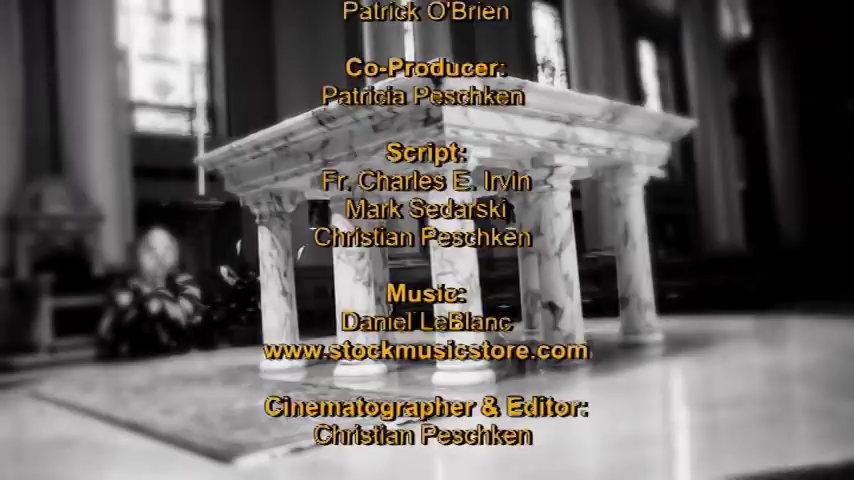 Patrick O'Brien
Co-Producer:
Patricia Peschken
Script:
Fr. Charles E. Irvin
Mark Sedarski
Christian Peschken
Music:
Daniel LeBlanc
www.stockmusicstore.com
Cinematographer & Editor:
Christian Peschken